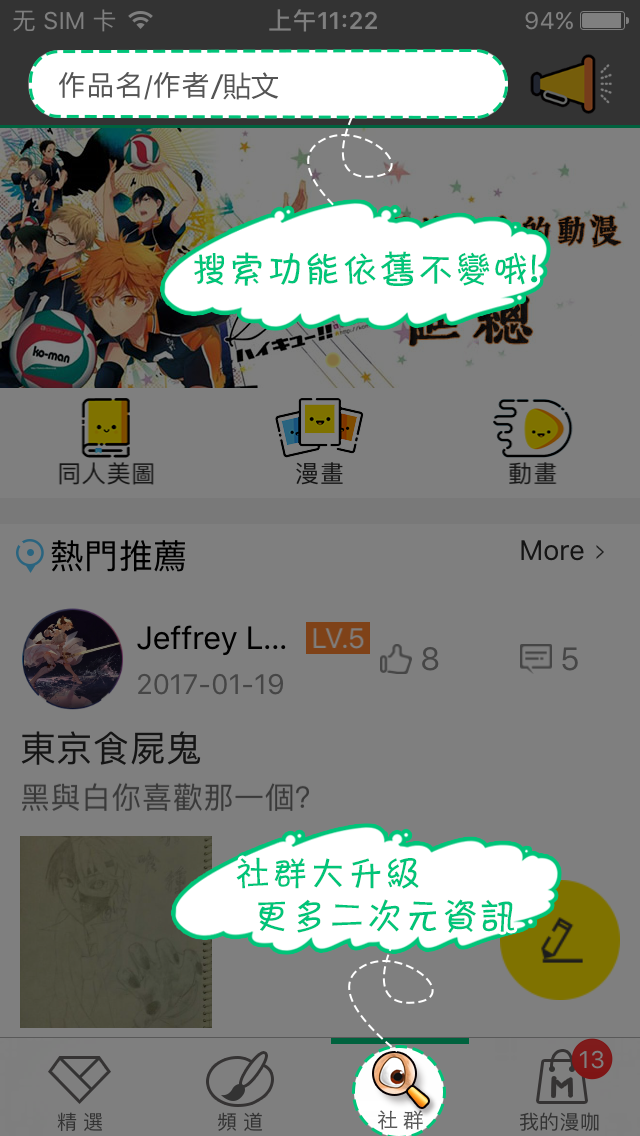 无 SIM 卡
上午11:22
94%
作品名/作者/貼文
的動漫
搜索功能依舊不變哦!
總
ko-man
ハイキュー!!
同人美圖
漫畫
動畫
熱門推薦
More >
Jeffrey L...
LV.5
8
5
2017-01-19
東京食屍鬼
黑與白你喜歡那一個?
社群大升級
更多二次元資訊
13
精選
頻道
社群
我的漫咖